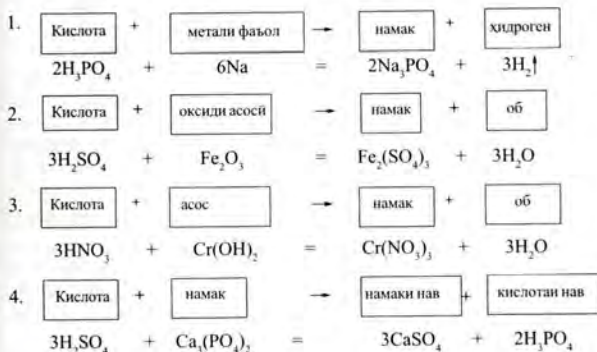 1. Кислота + метали фаъол → намак + ҳидроген
2H₃PO₄ + 6Na = 2Na₃PO₄ + 3H₂↑
2. Кислота + оксиди асосӣ → намак + об
3H₂SO₄ + Fe₂O₃ = Fe₂(SO₄)₃ + 3H₂O
3. Кислота + асос → намак + об
3HNO₃ + Cr(OH)₂ = Cr(NO₃)₃ + 3H₂O
4. Кислота + намак → намаки нав + кислотаи нав
3H₂SO₄ + Ca₃(PO₄)₂ = 3CaSO₄ + 2H₃PO₄